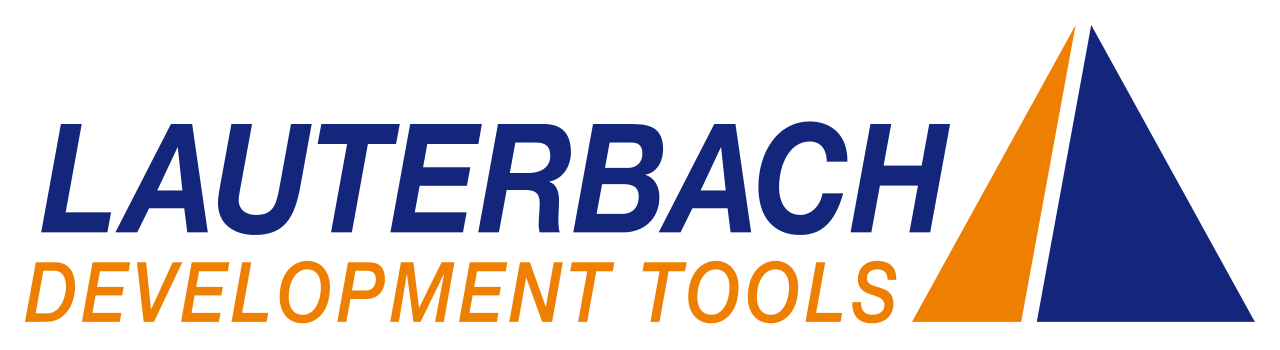 LAUTERBACH
DEVELOPMENT TOOLS